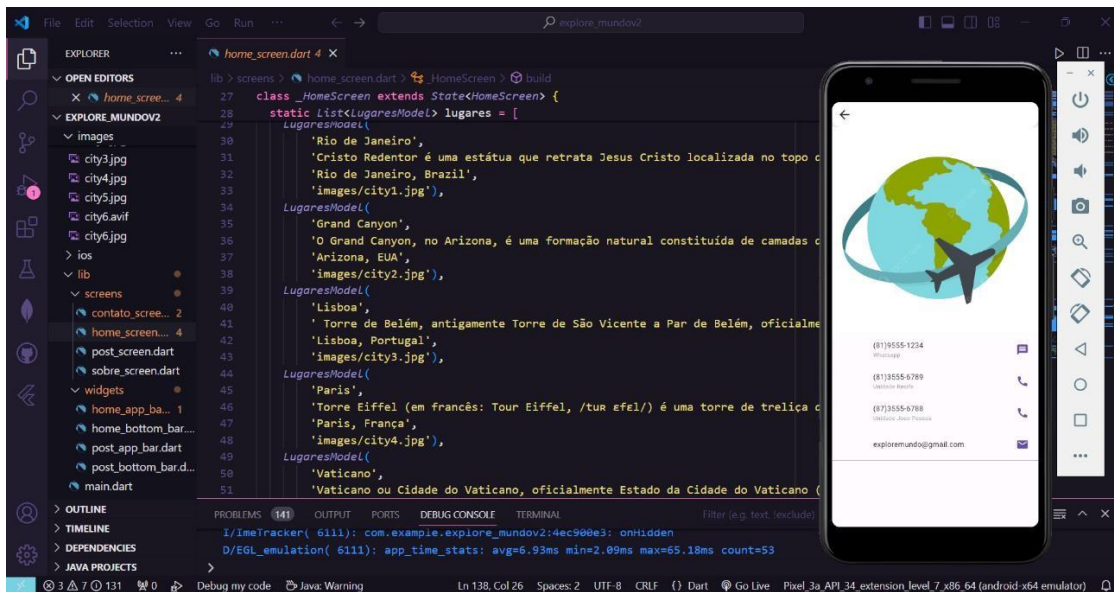 File Edit Selection View Go Run ··· explore_mundov2
EXPLORER ···
OPEN EDITORS
home_scree... 4
EXPLORE_MUNDOV2
images
city3.jpg
city4.jpg
city5.jpg
city6.avif
city6.jpg
ios
lib
screens
contato_scree... 2
home_screen.... 4
post_screen.dart
sobre_screen.dart
widgets
home_app_ba... 1
home_bottom_bar....
post_app_bar.dart
post_bottom_bar.d...
main.dart
OUTLINE
TIMELINE
DEPENDENCIES
JAVA PROJECTS
1
home_screen.dart 4
lib > screens > home_screen.dart > _HomeScreen > build
27 class _HomeScreen extends State<HomeScreen> {
28 static List<LugaresModel> lugares = [
29 LugaresModel(
30 'Rio de Janeiro',
31 'Cristo Redentor é uma estátua que retrata Jesus Cristo localizada no topo d
32 'Rio de Janeiro, Brazil',
33 'images/city1.jpg'),
34 LugaresModel(
35 'Grand Canyon',
36 'O Grand Canyon, no Arizona, é uma formação natural constituída de camadas d
37 'Arizona, EUA',
38 'images/city2.jpg'),
39 LugaresModel(
40 'Lisboa',
41 ' Torre de Belém, antigamente Torre de São Vicente a Par de Belém, oficialme
42 'Lisboa, Portugal',
43 'images/city3.jpg'),
44 LugaresModel(
45 'Paris',
46 'Torre Eiffel (em francês: Tour Eiffel, /tuʁ ɛfɛl/) é uma torre de treliça d
47 'Paris, França',
48 'images/city4.jpg'),
49 LugaresModel(
50 'Vaticano',
51 'Vaticano ou Cidade do Vaticano, oficialmente Estado da Cidade do Vaticano (
PROBLEMS 141 OUTPUT PORTS DEBUG CONSOLE TERMINAL Filter (e.g. text, !exclude)
I/ImeTracker( 6111): com.example.explore_mundov2:4ec900e3: onHidden
D/EGL_emulation( 6111): app_time_stats: avg=6.93ms min=2.09ms max=65.18ms count=53
>
(81)9555-1234
Whatsapp
(81)3555-6789
Unidade Recife
(87)3555-6788
Unidade Joao Pessoa
exploremundo@gmail.com
3 7 131 0 Debug my code Java: Warning Ln 138, Col 26 Spaces: 2 UTF-8 CRLF {} Dart Go Live Pixel_3a_API_34_extension_level_7_x86_64 (android-x64 emulator)